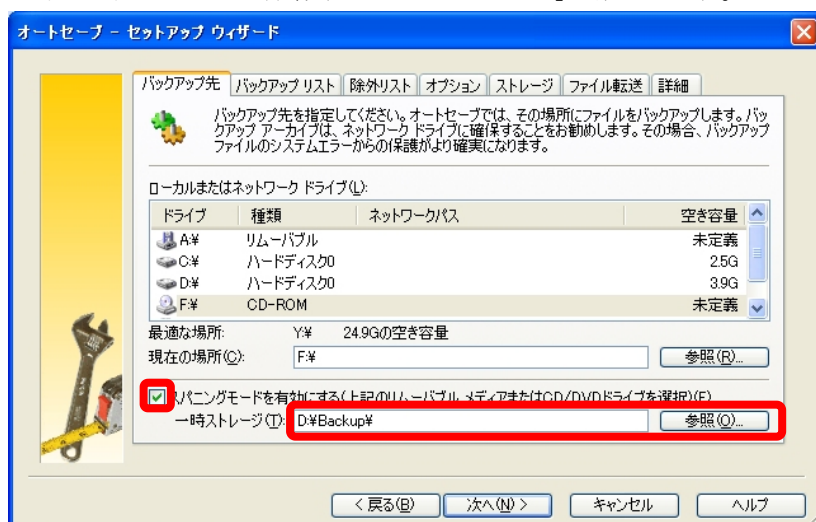 オートセーブ - セットアップ ウィザード
バックアップ先 バックアップ リスト 除外リスト オプション ストレージ ファイル転送 詳細
バックアップ先を指定してください。オートセーブでは、その場所にファイルをバックアップします。バッ
クアップ アーカイブは、ネットワーク ドライブに確保することをお勧めします。その場合、バックアップ
ファイルのシステムエラーからの保護がより確実になります。
ローカルまたはネットワーク ドライブ(L):
ドライブ 種類 ネットワークパス 空き容量
A:¥ リムーバブル 未定義
C:¥ ハードディスク0 2.5G
D:¥ ハードディスク0 3.9G
F:¥ CD-ROM 未定義
最適な場所: Y:¥ 24.9Gの空き容量
現在の場所(C): F:¥ 参照(R)...
スパニングモードを有効にする(上記のリムーバブル メディアまたはCD/DVDドライブを選択)(E)
一時ストレージ(T): D:¥Backup¥ 参照(O)...
< 戻る(B) 次へ(N) > キャンセル ヘルプ